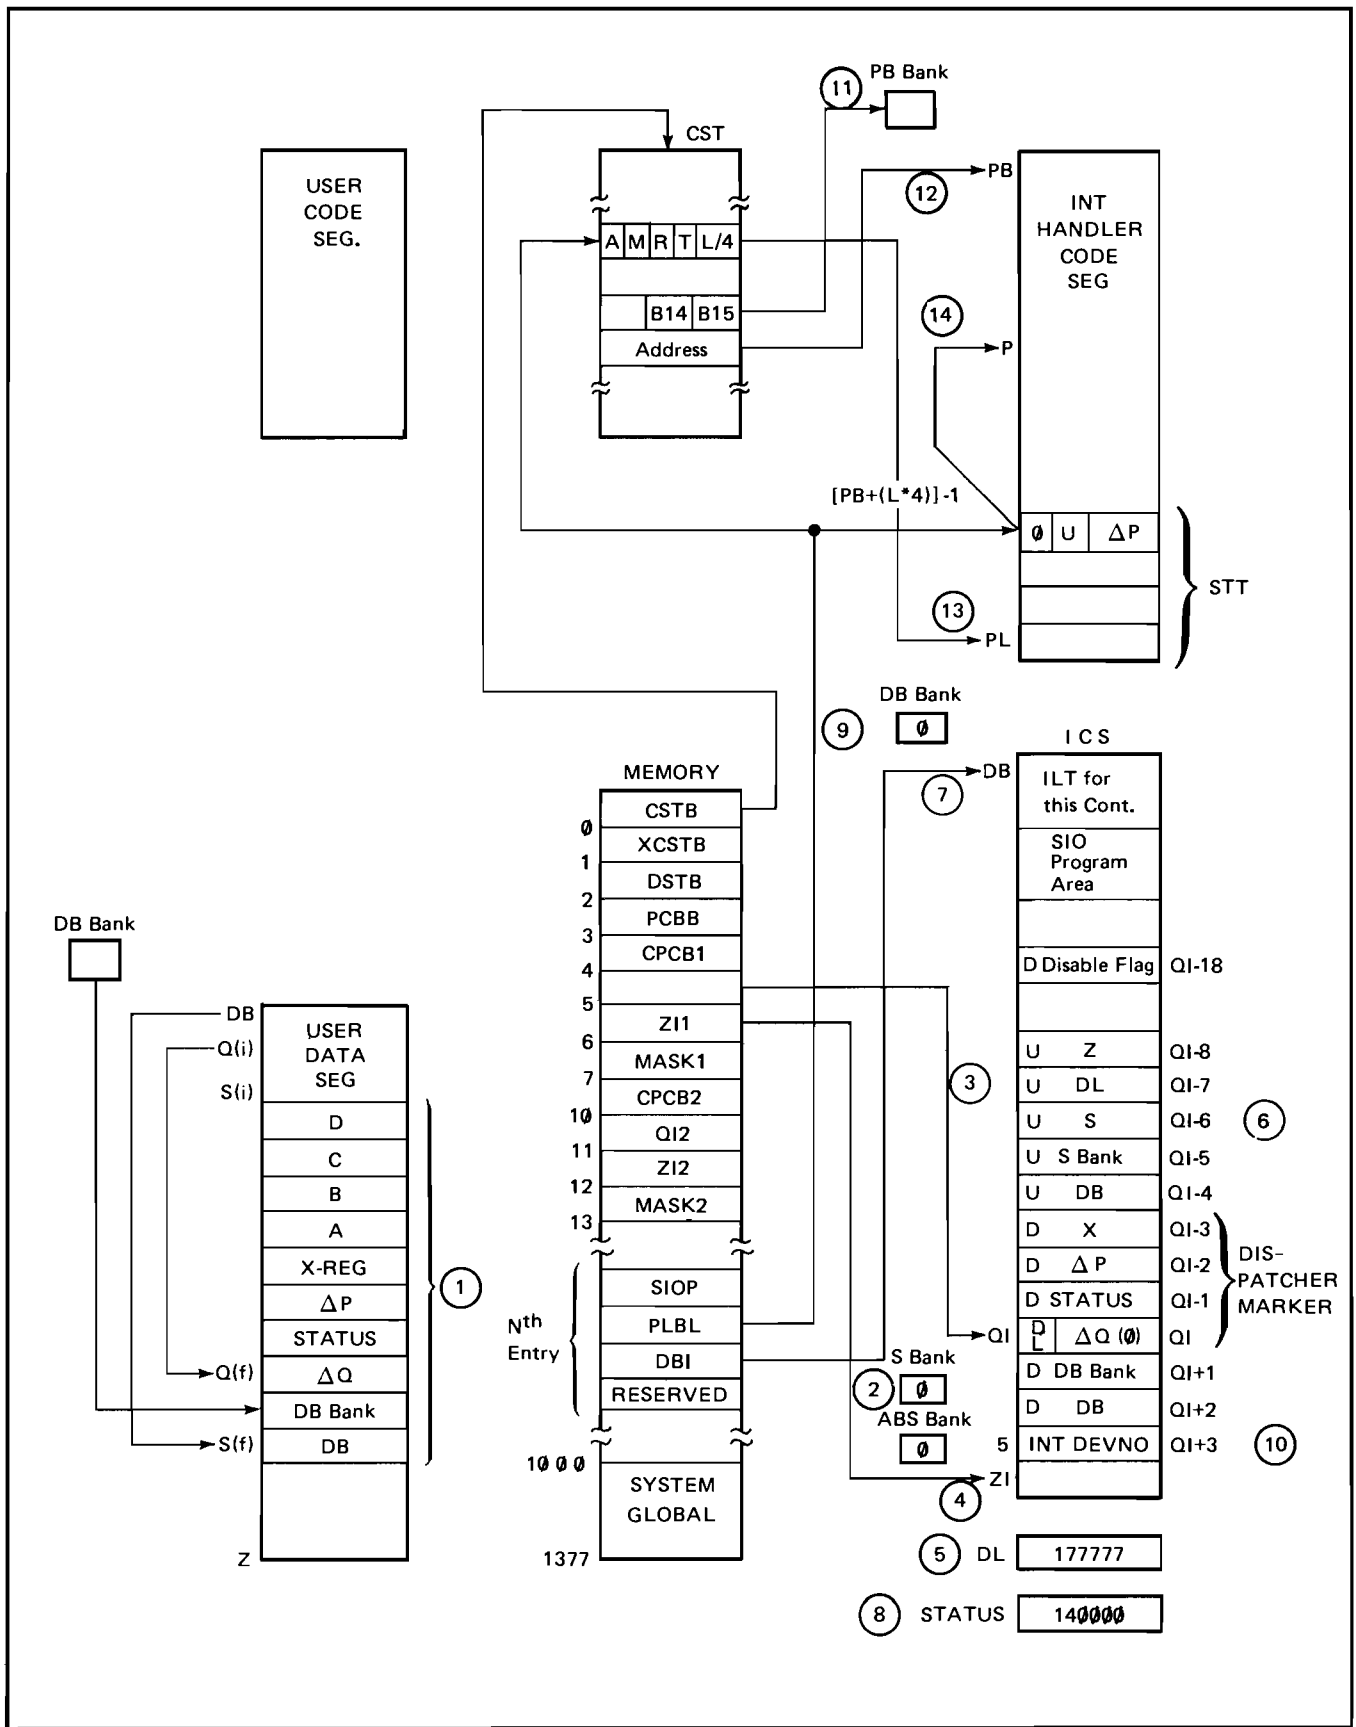 11
PB Bank
CST
USER
CODE
SEG.
PB
12
INT
HANDLER
CODE
SEG
A M R T L/4
B14 B15
Address
14
P
[PB+(L*4)]-1
Ø U ΔP
STT
13
PL
DB Bank
Ø
9
ICS
MEMORY
DB
7
ILT for
this Cont.
SIO
Program
Area
CSTB
Ø
XCSTB
1
DSTB
2
PCBB
3
CPCB1
4
5
ZI1
6
MASK1
7
CPCB2
1Ø
QI2
11
ZI2
12
MASK2
13
D Disable Flag QI-18
U Z QI-8
3
U DL QI-7
U S QI-6
6
U S Bank QI-5
U DB QI-4
D X QI-3
D ΔP QI-2
D STATUS QI-1
QI
D
L
ΔQ (Ø) QI
DIS-
PATCHER
MARKER
D DB Bank QI+1
D DB QI+2
5 INT DEVNO QI+3
10
ZI
4
DB Bank
DB
Q(i)
S(i)
USER
DATA
SEG
D
C
B
A
X-REG
ΔP
STATUS
Q(f) ΔQ
DB Bank
S(f) DB
Z
1
Nth
Entry
SIOP
PLBL
DBI
RESERVED
S Bank
2
Ø
ABS Bank
Ø
1ØØØ
SYSTEM
GLOBAL
1377
5 DL 177777
8 STATUS 14ØØØØ